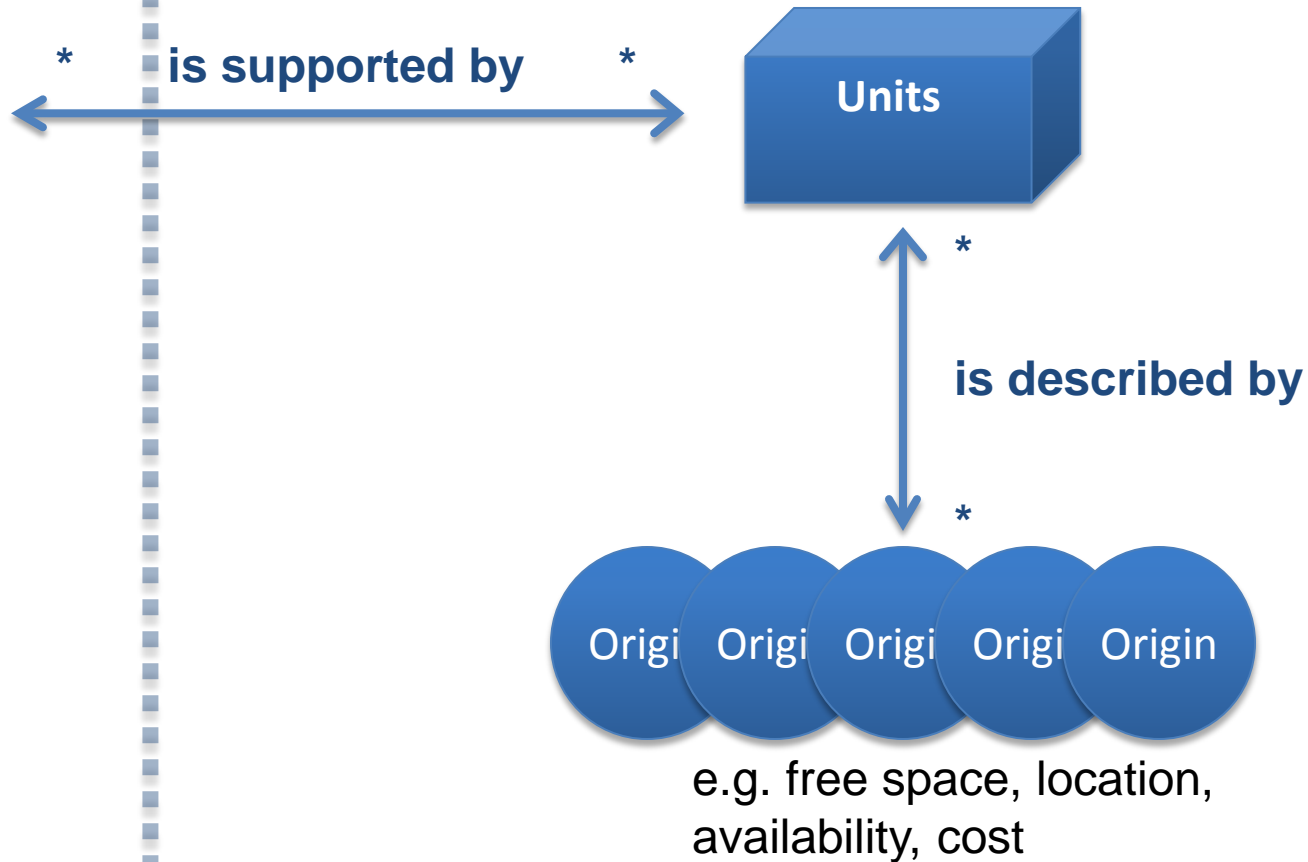 * is supported by *
Units
*
is described by
*
Origi Origi Origi Origi Origin
e.g. free space, location,
availability, cost